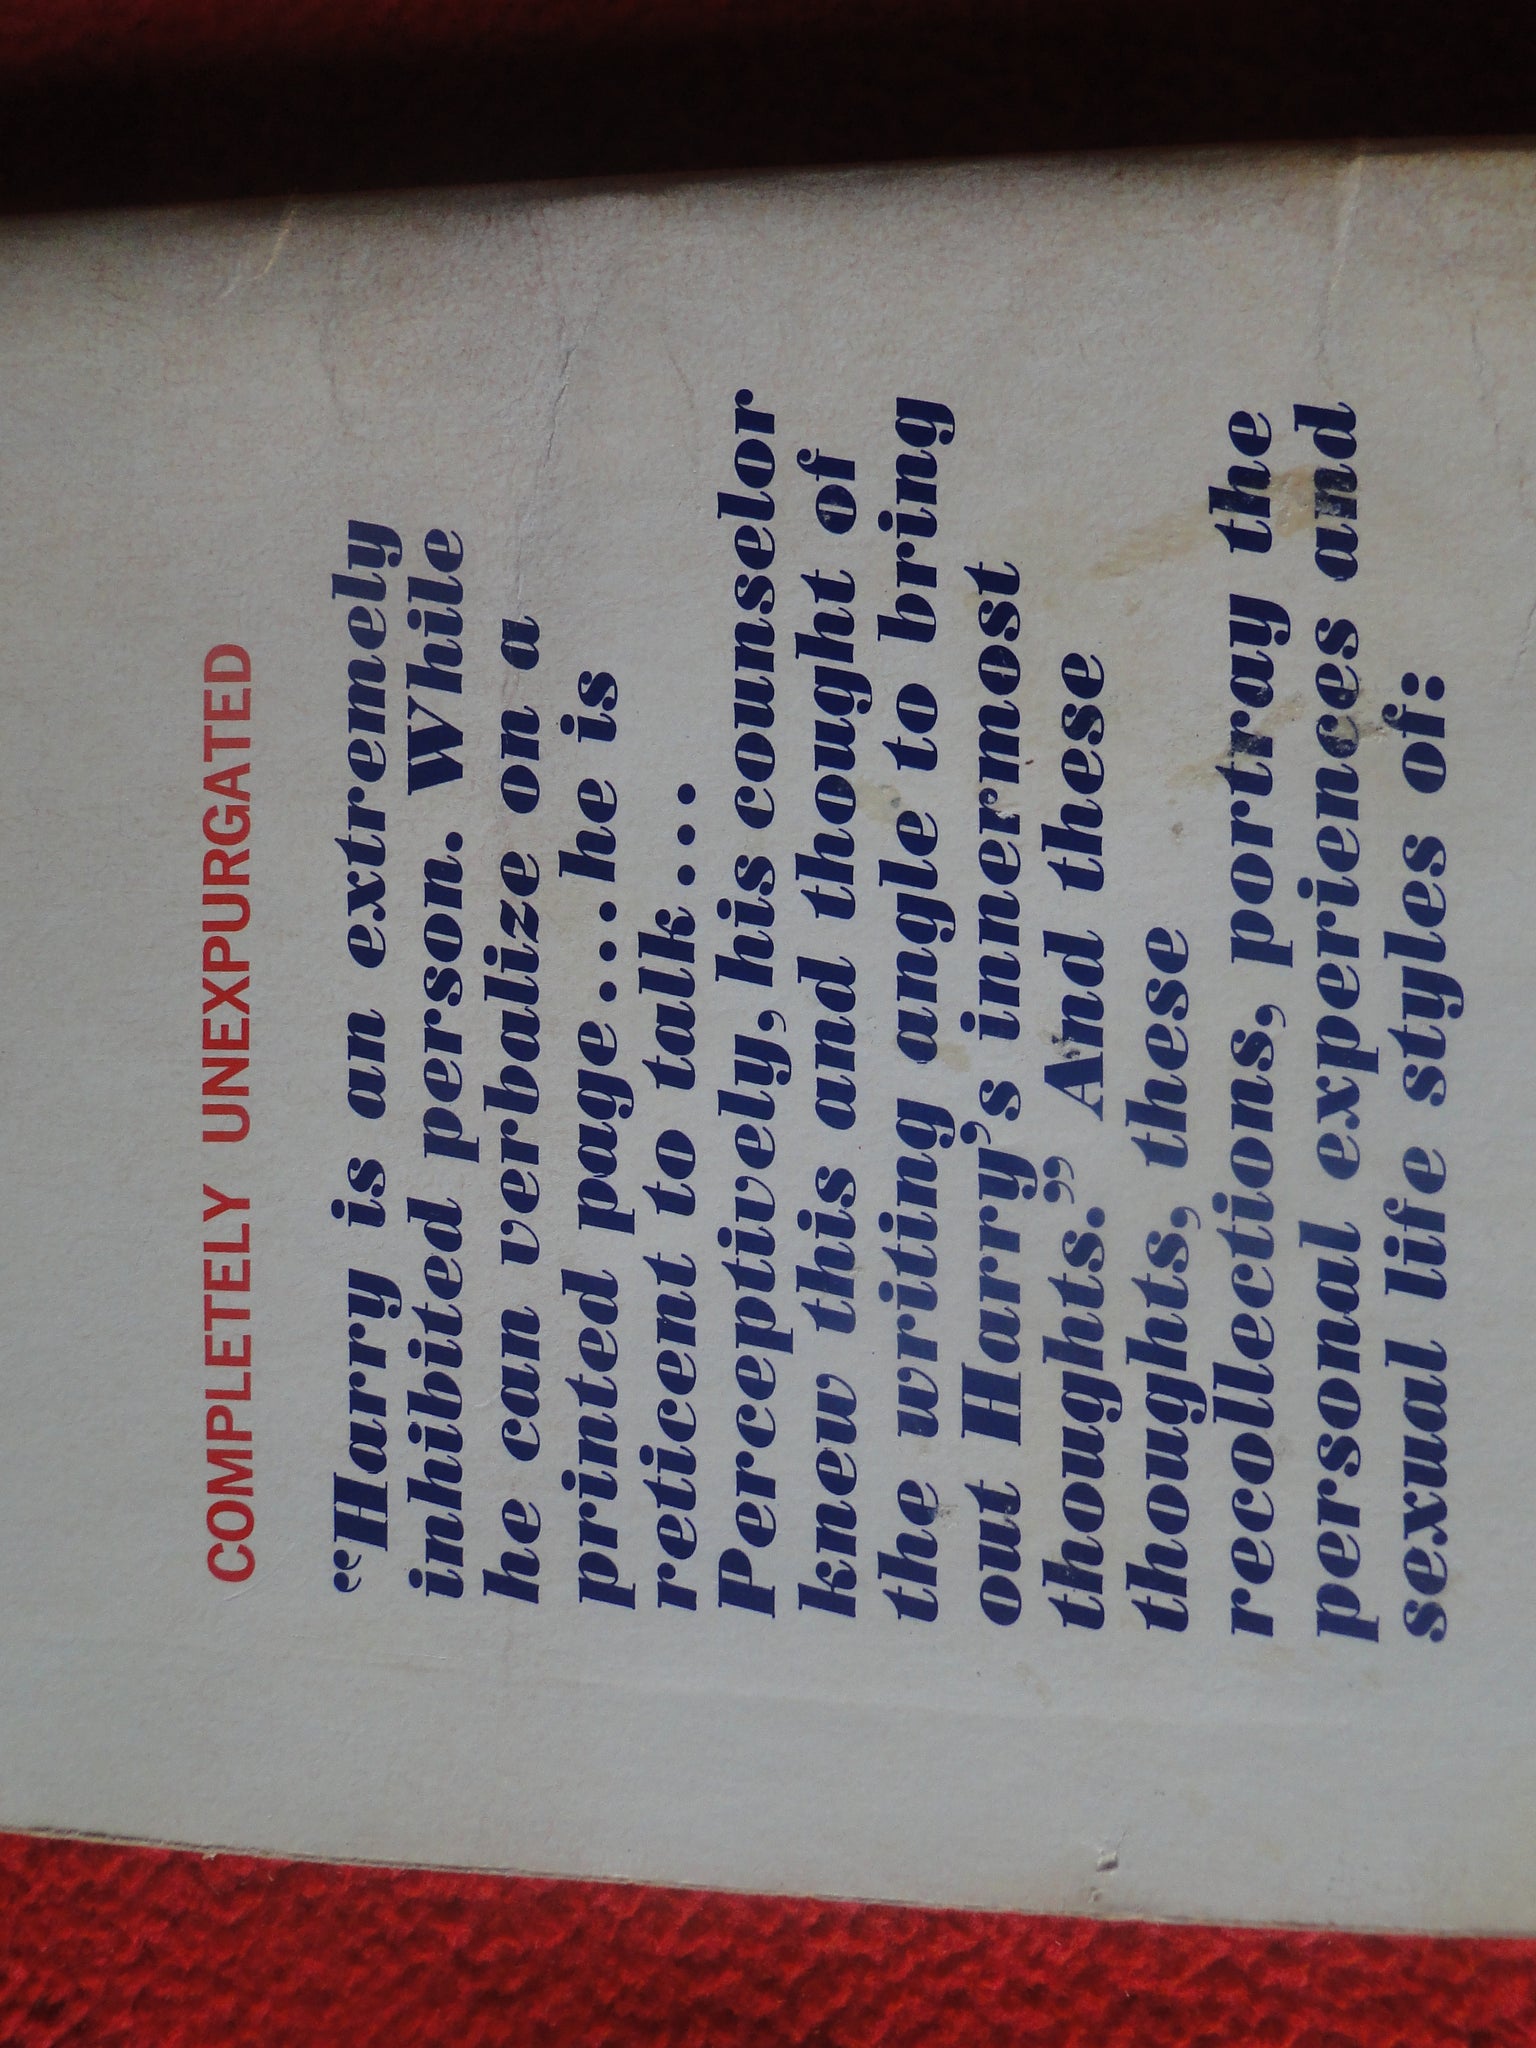 COMPLETELY UNEXPURGATED
“Harry is an extremely
inhibited person. While
he can verbalize on a
printed page...he is
reticent to talk...
Perceptively, his counselor
knew this and thought of
the writing angle to bring
out Harry’s innermost
thoughts.” And these
thoughts, these
recollections, portray the
personal experiences and
sexual life styles of: